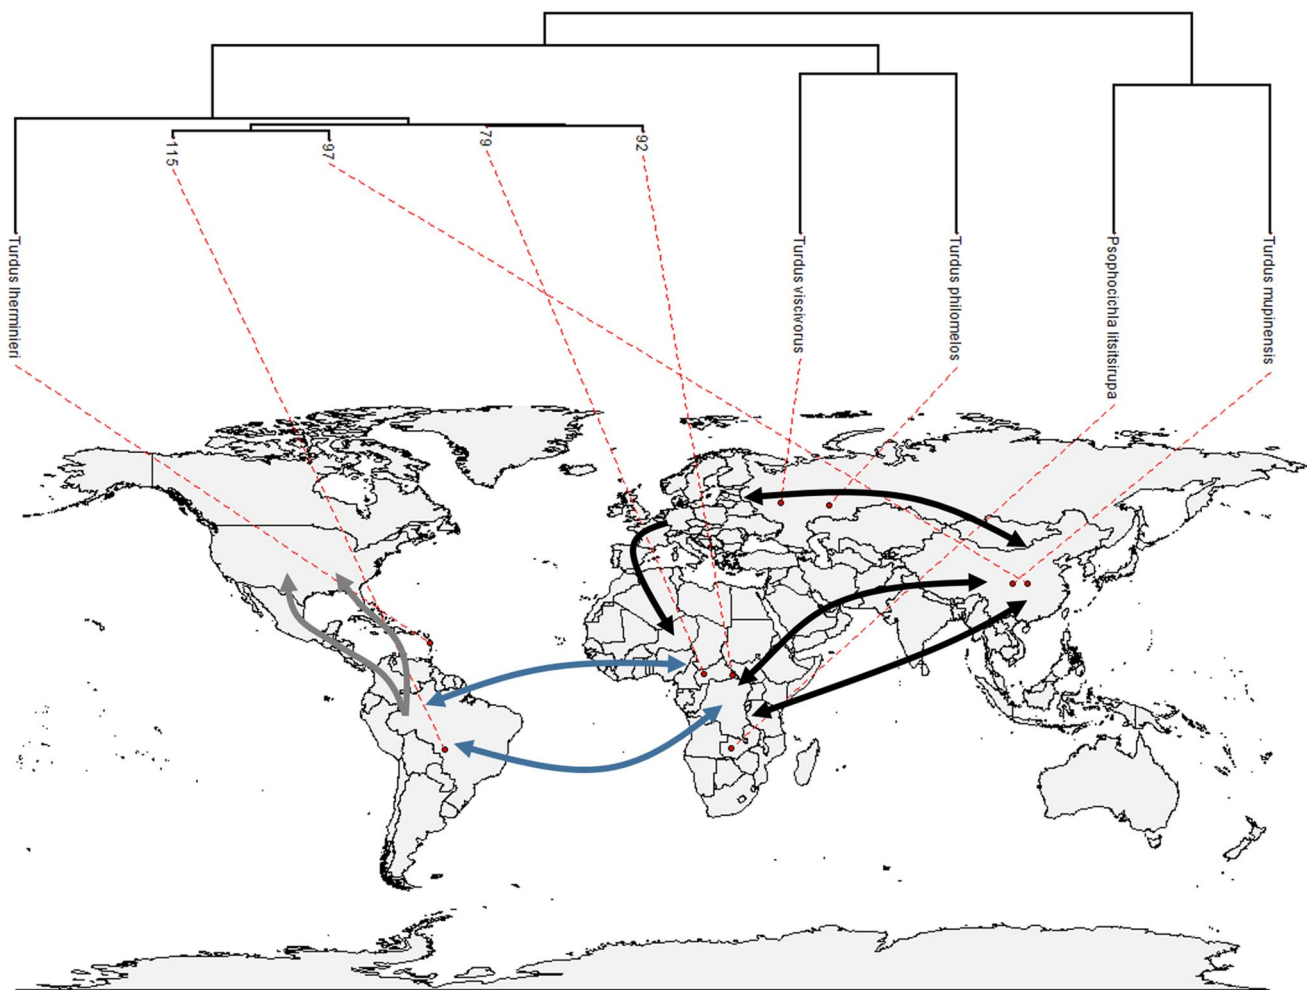 Turdus lherminieri
115
97
79
92
Turdus viscivorus
Turdus philomelos
Psophocichla litsitsirupa
Turdus mupinensis